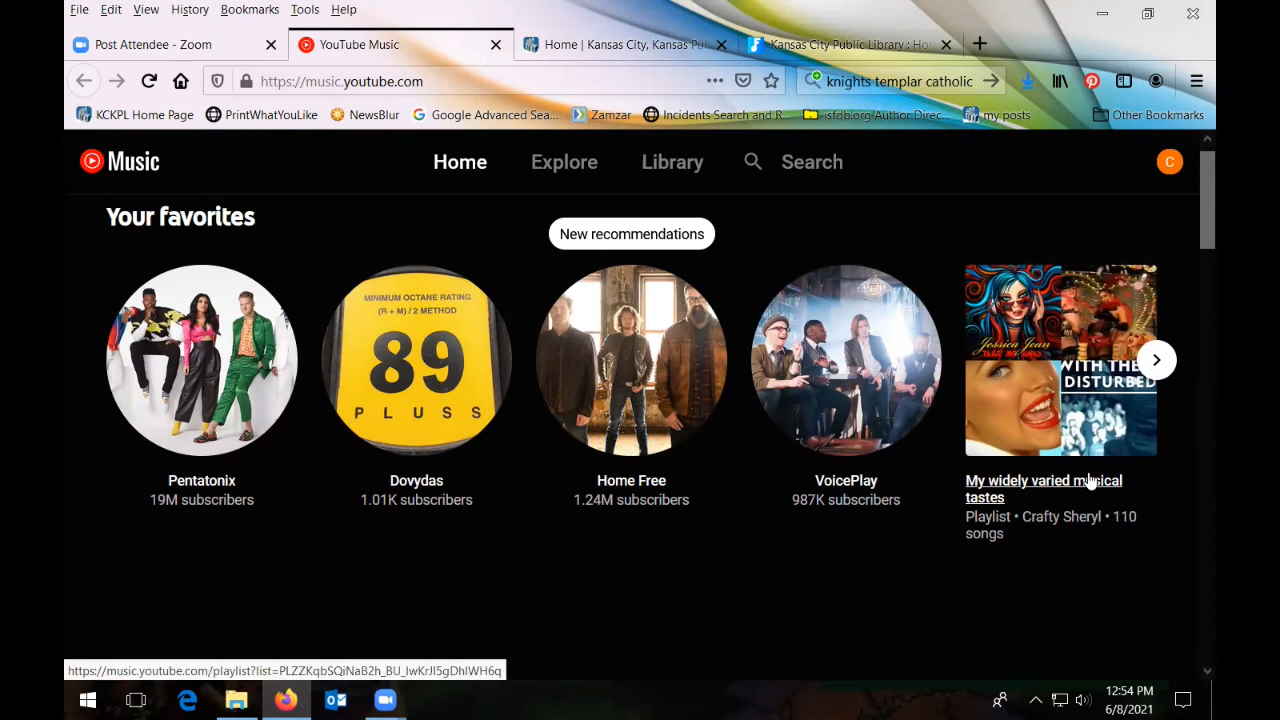 File Edit View History Bookmarks Tools Help
Post Attendee - Zoom
YouTube Music
Home | Kansas City, Kansas Pu
Kansas City Public Library : Ho
https://music.youtube.com
knights templar catholic
KCKPL Home Page PrintWhatYouLike NewsBlur Google Advanced Sea... Zamzar Incidents Search and R... isfdb.org Author Direc... my posts Other Bookmarks
Music Home Explore Library Search C
Your favorites
New recommendations
MINIMUM OCTANE RATING
(R + M) / 2 METHOD
89
PLUSS
Jessica Jean
WITH THE
DISTURBED
Pentatonix
19M subscribers
Dovydas
1.01K subscribers
Home Free
1.24M subscribers
VoicePlay
987K subscribers
My widely varied musical
tastes
Playlist • Crafty Sheryl • 110
songs
https://music.youtube.com/playlist?list=PLZZKqbSQiNaB2h_BU_IwKrJI5gDhIWH6q
12:54 PM
6/8/2021